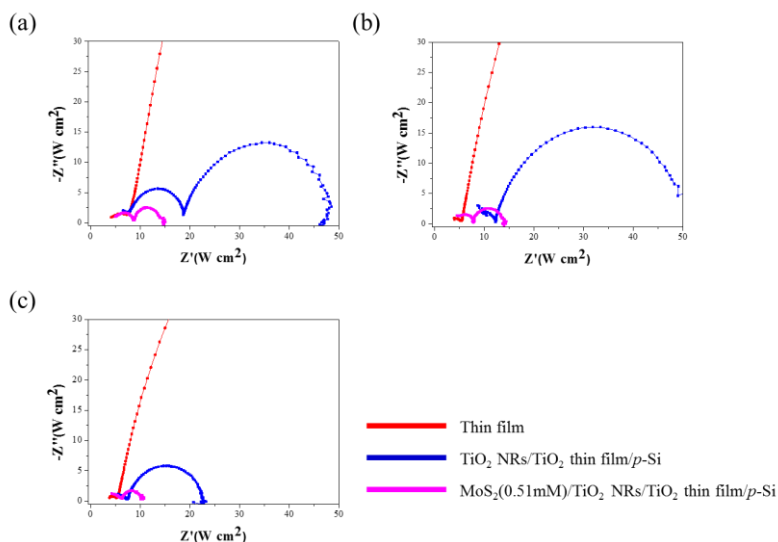 (a)
30
25
20
15
10
5
0
-Z''(W cm²)
0 10 20 30 40 50
Z'(W cm²)
(b)
30
25
20
15
10
5
0
-Z''(W cm²)
0 10 20 30 40 50
Z'(W cm²)
(c)
30
25
20
15
10
5
0
-Z''(W cm²)
0 10 20 30 40 50
Z'(W cm²)
Thin film
TiO₂ NRs/TiO₂ thin film/p-Si
MoS₂(0.51mM)/TiO₂ NRs/TiO₂ thin film/p-Si